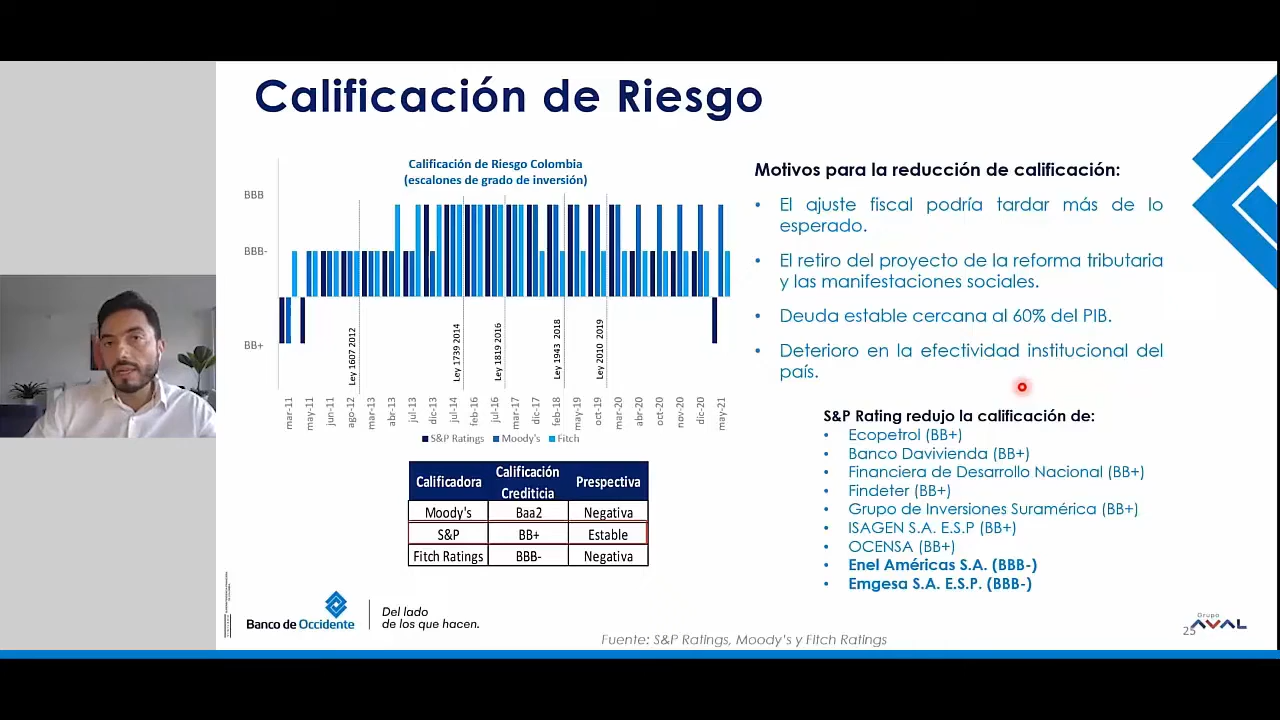 Calificación de Riesgo
Calificación de Riesgo Colombia
(escalones de grado de inversión)
BBB
BBB-
BB+
Ley 1607 2012
Ley 1739 2014
Ley 1819 2016
Ley 1943 2018
Ley 2010 2019
mar-11
may-11
jun-11
ago-12
mar-13
abr-13
jul-13
dic-13
jul-14
feb-16
jul-16
mar-17
dic-17
feb-18
may-19
oct-19
mar-20
abr-20
oct-20
nov-20
dic-20
may-21
S&P Ratings Moody's Fitch
Calificadora Calificación Crediticia Prespectiva
Moody's Baa2 Negativa
S&P BB+ Estable
Fitch Ratings BBB- Negativa
Motivos para la reducción de calificación:
• El ajuste fiscal podría tardar más de lo
esperado.
• El retiro del proyecto de la reforma tributaria
y las manifestaciones sociales.
• Deuda estable cercana al 60% del PIB.
• Deterioro en la efectividad institucional del
país.
S&P Rating redujo la calificación de:
• Ecopetrol (BB+)
• Banco Davivienda (BB+)
• Financiera de Desarrollo Nacional (BB+)
• Findeter (BB+)
• Grupo de Inversiones Suramérica (BB+)
• ISAGEN S.A. E.S.P (BB+)
• OCENSA (BB+)
• Enel Américas S.A. (BBB-)
• Emgesa S.A. E.S.P. (BBB-)
Banco de Occidente
Del lado
de los que hacen.
Fuente: S&P Ratings, Moody's y Fitch Ratings
25
Grupo
AVAL